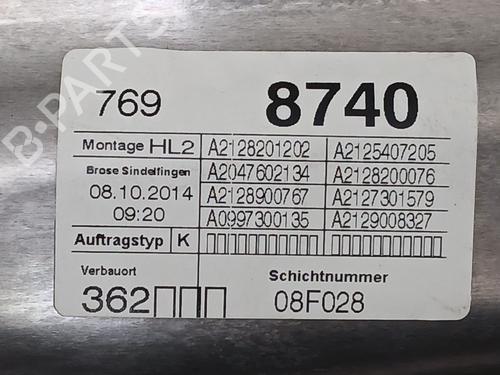 769 8740
Montage HL2 A2128201202 A2125407205
Brose Sindelfingen A2047602134 A2128200076
08.10.2014 A2128900767 A2127301579
09:20 A0997300135 A2129008327
Auftragstyp K ▯▯▯▯▯▯▯▯▯▯▯ ▯▯▯▯▯▯▯▯▯▯▯
Verbauort Schichtnummer
362▯▯▯ 08F028
B-PARTS